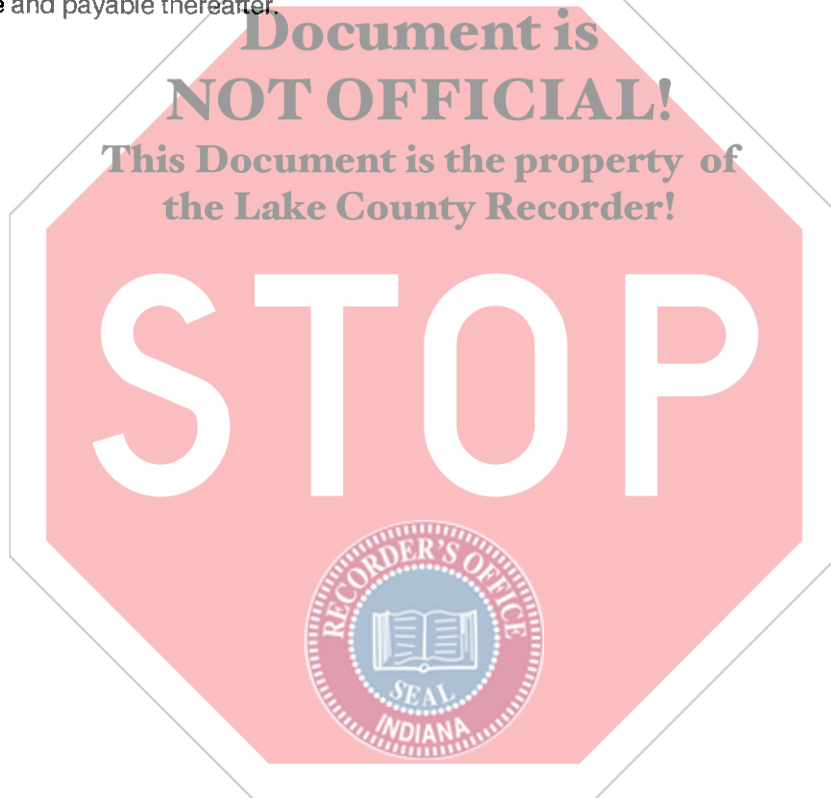 e and payable thereafter.
Document is
NOT OFFICIAL!
This Document is the property of
the Lake County Recorder!
STOP
RECORDER'S OFFICE
SEAL
INDIANA